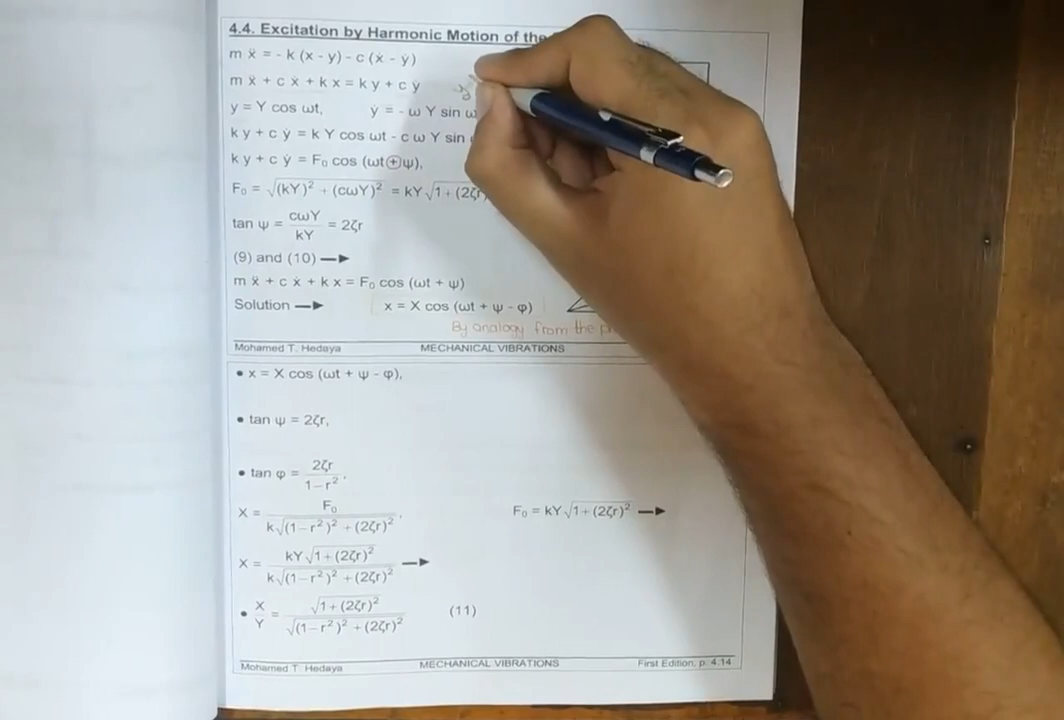 4.4. Excitation by Harmonic Motion of the
m ẍ = - k (x - y) - c (ẋ - ẏ)
m ẍ + c ẋ + k x = k y + c ẏ
y = Y cos ωt, ẏ = - ω Y sin
k y + c ẏ = k Y cos ωt - c ω Y sin
k y + c ẏ = F₀ cos (ωt + ψ),
F₀ = √((kY)² + (cωY)²) = kY√(1 + (2ζr)
tan ψ = cωY/kY = 2ζr
(9) and (10) →
m ẍ + c ẋ + k x = F₀ cos (ωt + ψ)
Solution → x = X cos (ωt + ψ - φ)
By analogy from the
Mohamed T. Hedaya MECHANICAL VIBRATIONS
• x = X cos (ωt + ψ - φ),
• tan ψ = 2ζr,
• tan φ = 2ζr/(1 - r²),
X = F₀/(k√((1 - r²)² + (2ζr)²)), F₀ = kY√(1 + (2ζr)²) →
X = kY√(1 + (2ζr)²)/(k√((1 - r²)² + (2ζr)²)) →
• X/Y = √(1 + (2ζr)²)/√((1 - r²)² + (2ζr)²) (11)
Mohamed T. Hedaya MECHANICAL VIBRATIONS First Edition, p. 4.14